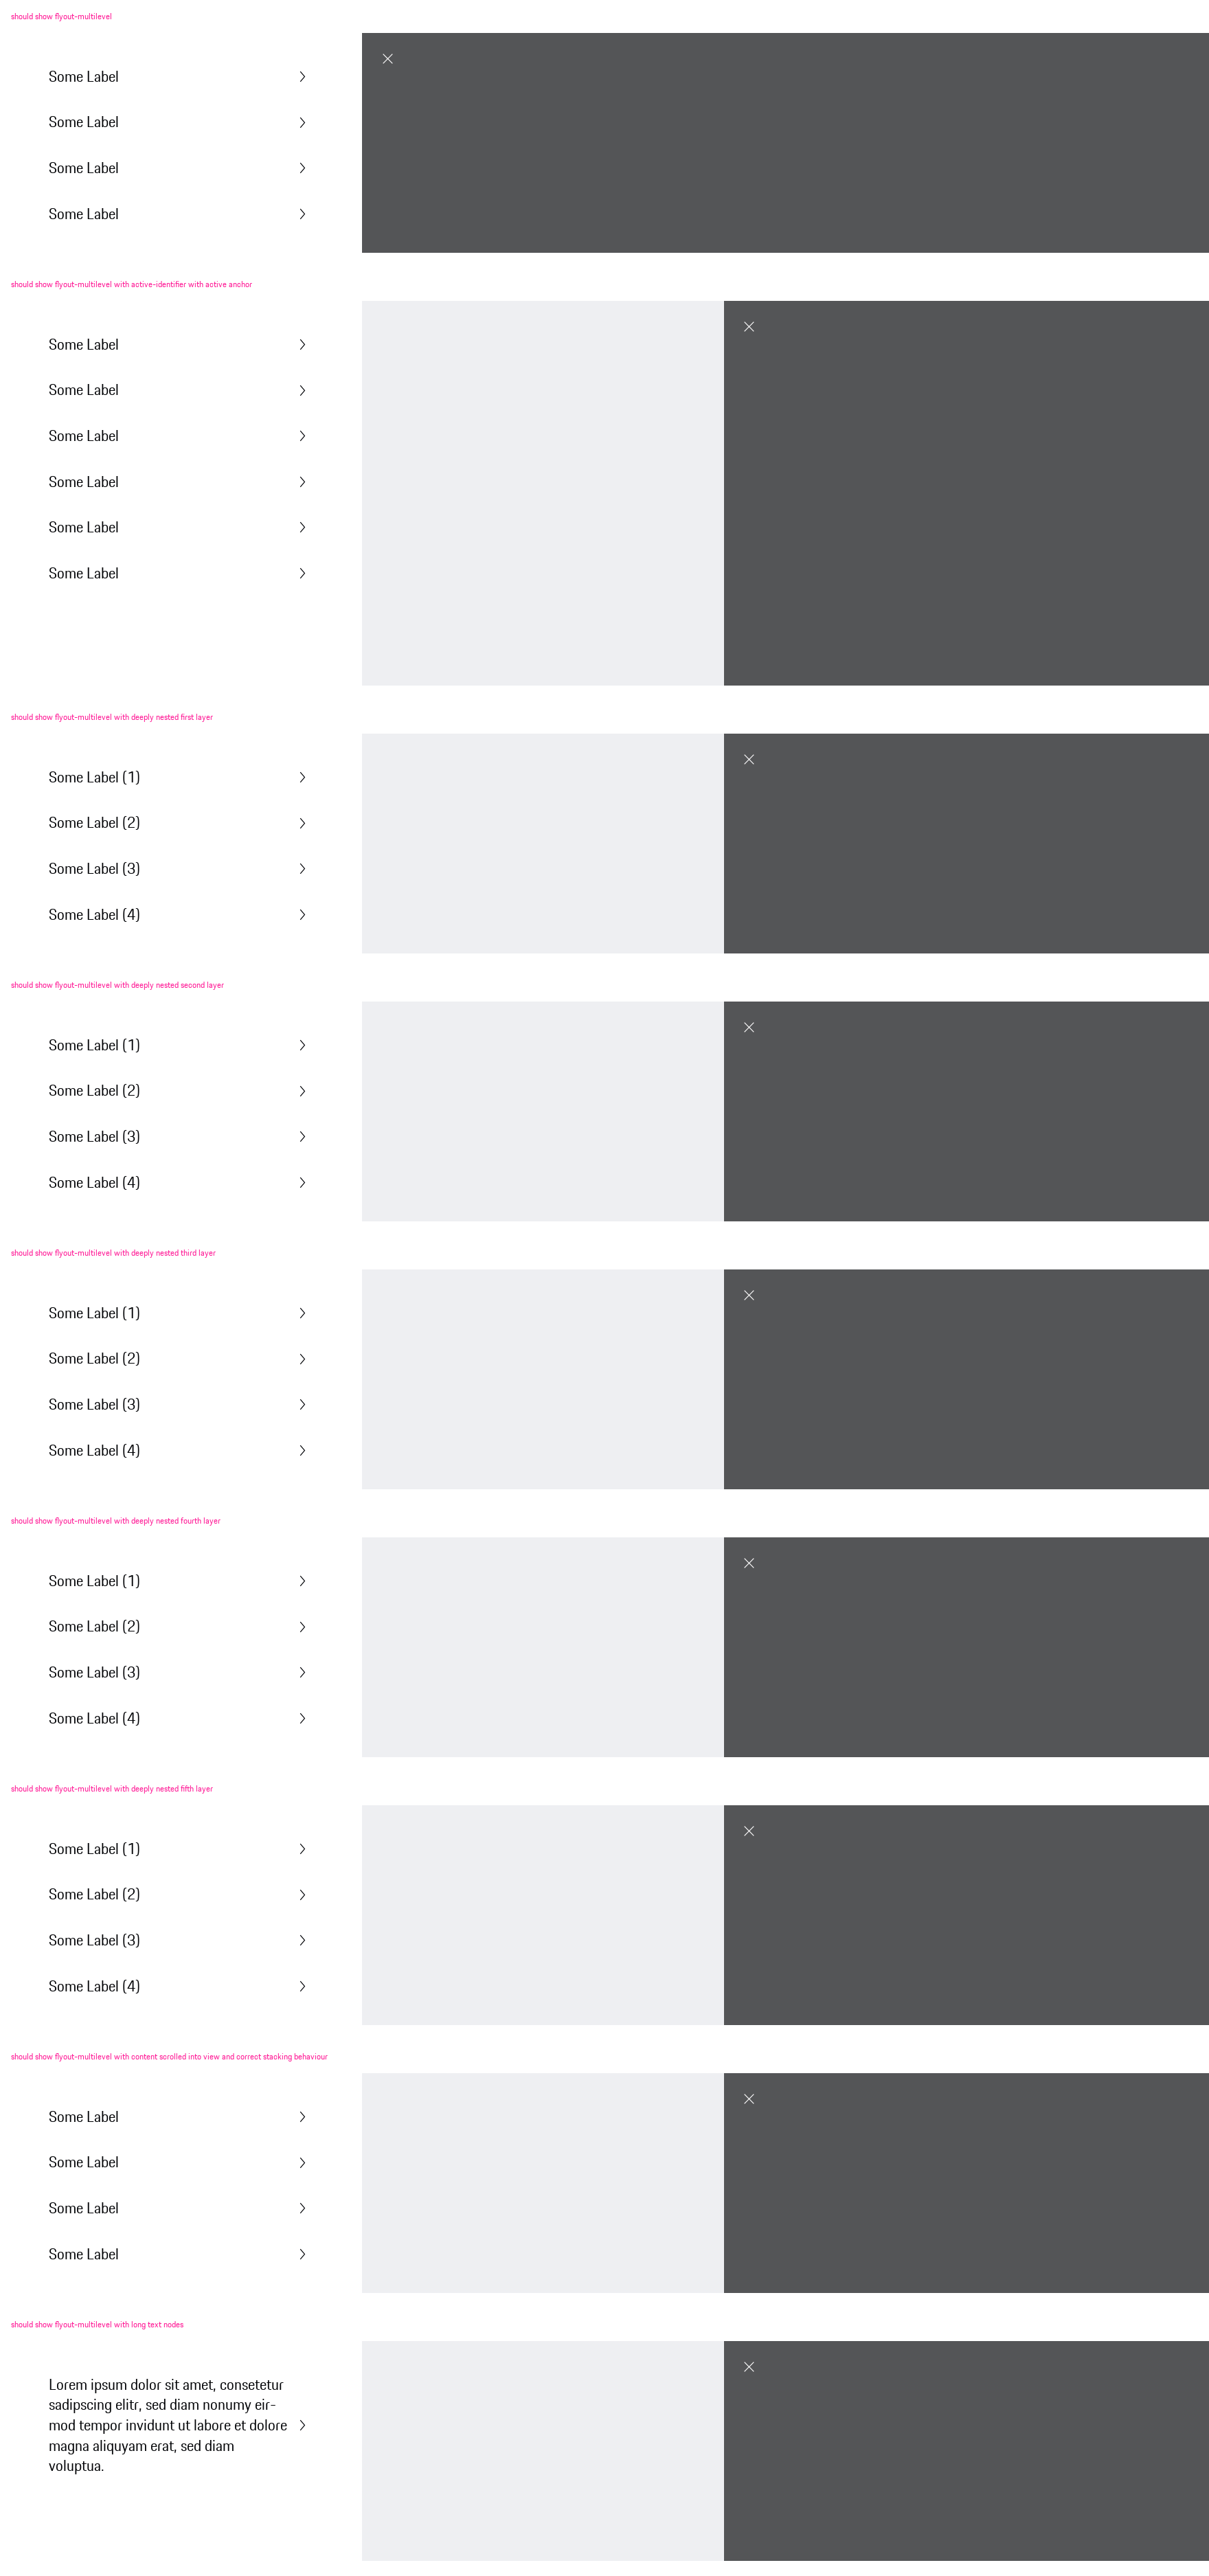 should show flyout-multilevel
Some Label
Some Label
Some Label
Some Label
should show flyout-multilevel with active-identifier with active anchor
Some Label
Some Label
Some Label
Some Label
Some Label
Some Label
should show flyout-multilevel with deeply nested first layer
Some Label (1)
Some Label (2)
Some Label (3)
Some Label (4)
should show flyout-multilevel with deeply nested second layer
Some Label (1)
Some Label (2)
Some Label (3)
Some Label (4)
should show flyout-multilevel with deeply nested third layer
Some Label (1)
Some Label (2)
Some Label (3)
Some Label (4)
should show flyout-multilevel with deeply nested fourth layer
Some Label (1)
Some Label (2)
Some Label (3)
Some Label (4)
should show flyout-multilevel with deeply nested fifth layer
Some Label (1)
Some Label (2)
Some Label (3)
Some Label (4)
should show flyout-multilevel with content scrolled into view and correct stacking behaviour
Some Label
Some Label
Some Label
Some Label
should show flyout-multilevel with long text nodes
Lorem ipsum dolor sit amet, consetetur
sadipscing elitr, sed diam nonumy eir-
mod tempor invidunt ut labore et dolore
magna aliquyam erat, sed diam
voluptua.